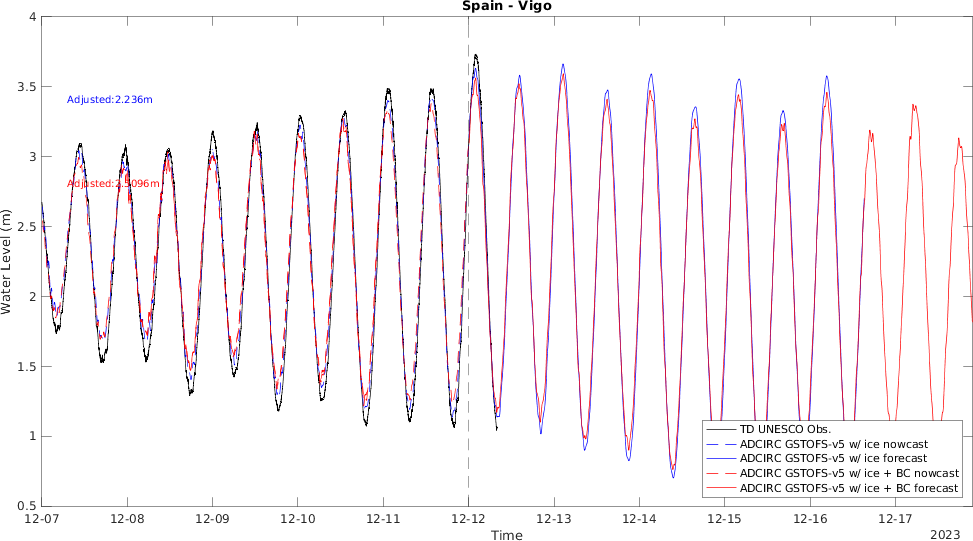 Spain - Vigo
4
3.5
3
2.5
2
1.5
1
0.5
Water Level (m)
Adjusted:2.236m
12-07
12-08
12-09
12-10
12-11
12-12
12-13
12-14
12-15
12-16
12-17
Time
2023
TD UNESCO Obs.
ADCIRC GSTOFS-v5 w/ ice nowcast
ADCIRC GSTOFS-v5 w/ ice forecast
ADCIRC GSTOFS-v5 w/ ice + BC nowcast
ADCIRC GSTOFS-v5 w/ ice + BC forecast